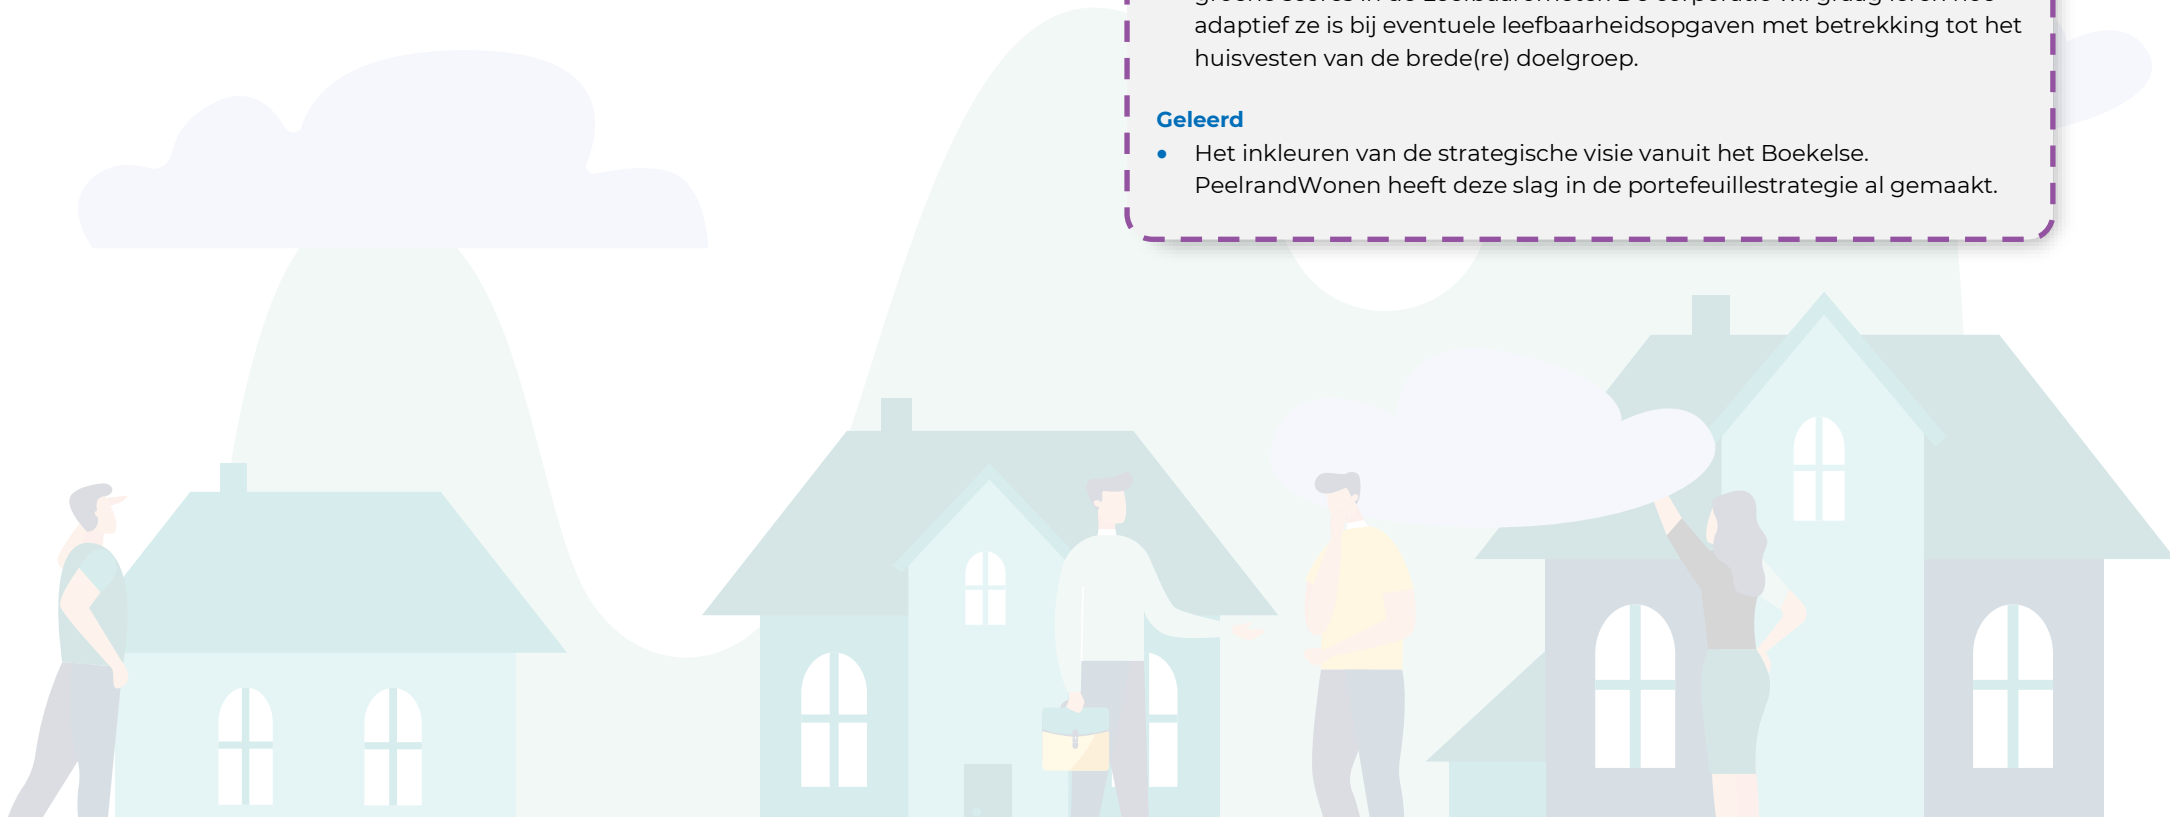 adaptief ze is bij eventuele leefbaarheidsopgaven met betrekking tot het
huisvesten van de brede(re) doelgroep.
Geleerd
• Het inkleuren van de strategische visie vanuit het Boekelse.
PeelrandWonen heeft deze slag in de portefeuillestrategie al gemaakt.